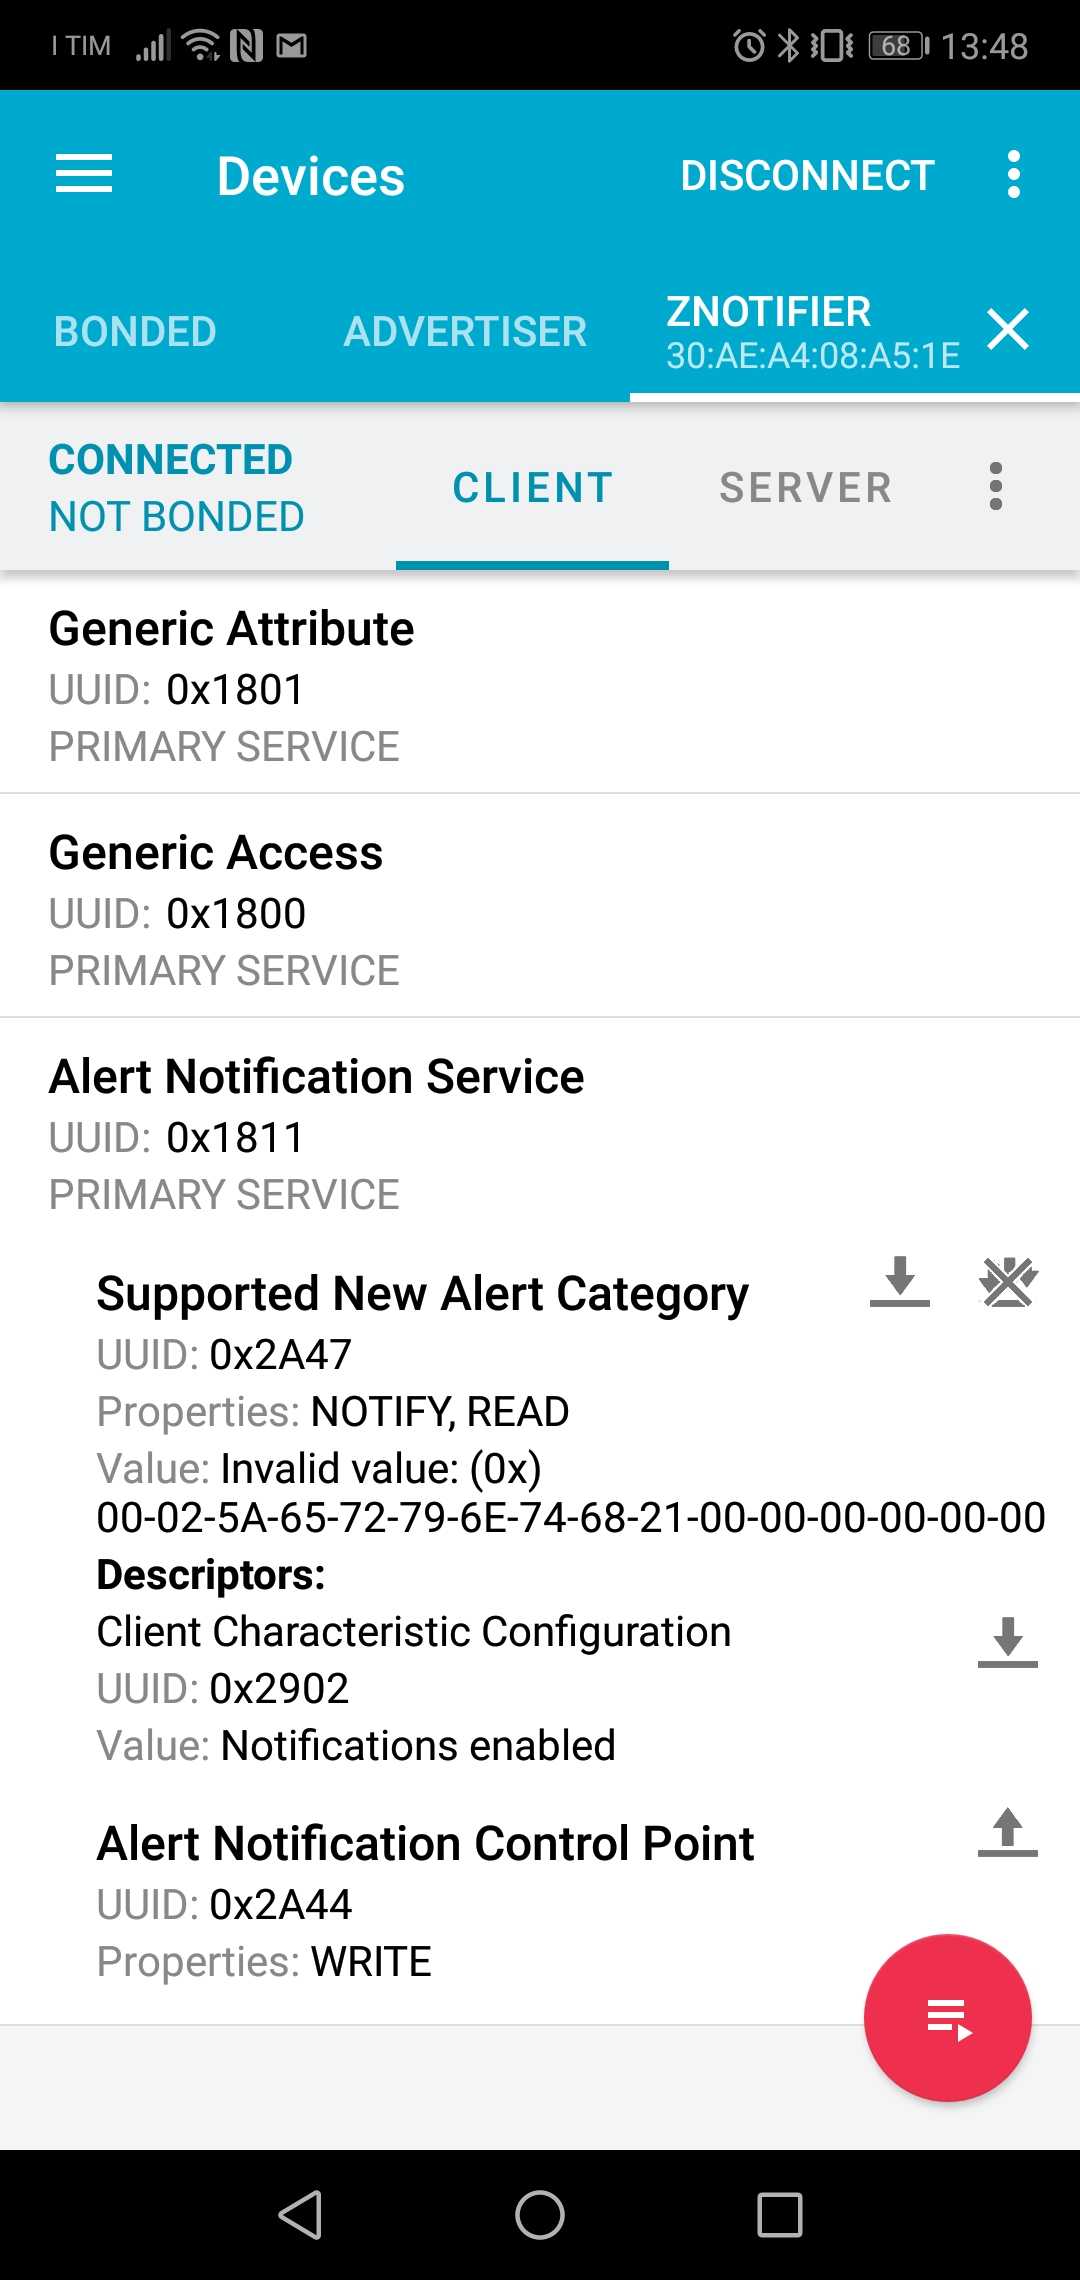 I TIM 68 13:48
Devices DISCONNECT
BONDED ADVERTISER ZNOTIFIER
30:AE:A4:08:A5:1E
CONNECTED
NOT BONDED
CLIENT SERVER
Generic Attribute
UUID: 0x1801
PRIMARY SERVICE
Generic Access
UUID: 0x1800
PRIMARY SERVICE
Alert Notification Service
UUID: 0x1811
PRIMARY SERVICE
Supported New Alert Category
UUID: 0x2A47
Properties: NOTIFY, READ
Value: Invalid value: (0x)
00-02-5A-65-72-79-6E-74-68-21-00-00-00-00-00-00
Descriptors:
Client Characteristic Configuration
UUID: 0x2902
Value: Notifications enabled
Alert Notification Control Point
UUID: 0x2A44
Properties: WRITE